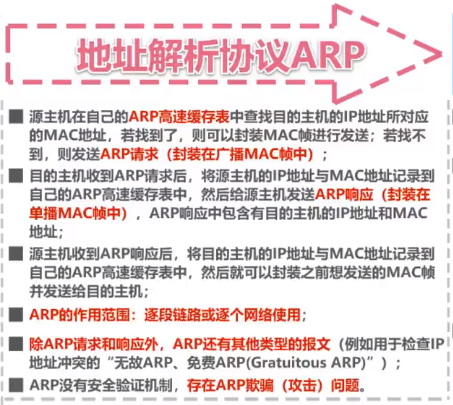 地址解析协议ARP
源主机在自己的ARP高速缓存表中查找目的主机的IP地址所对应
的MAC地址，若找到了，则可以封装MAC帧进行发送；若找不
到，则发送ARP请求（封装在广播MAC帧中）；
目的主机收到ARP请求后，将源主机的IP地址与MAC地址记录到
自己的ARP高速缓存表中，然后给源主机发送ARP响应（封装在
单播MAC帧中），ARP响应中包含有目的主机的IP地址和MAC
地址；
源主机收到ARP响应后，将目的主机的IP地址与MAC地址记录到
自己的ARP高速缓存表中，然后就可以封装之前想发送的MAC帧
并发送给目的主机；
ARP的作用范围：逐段链路或逐个网络使用；
除ARP请求和响应外，ARP还有其他类型的报文（例如用于检查IP
地址冲突的“无故ARP、免费ARP(Gratuitous ARP)”）；
ARP没有安全验证机制，存在ARP欺骗（攻击）问题。